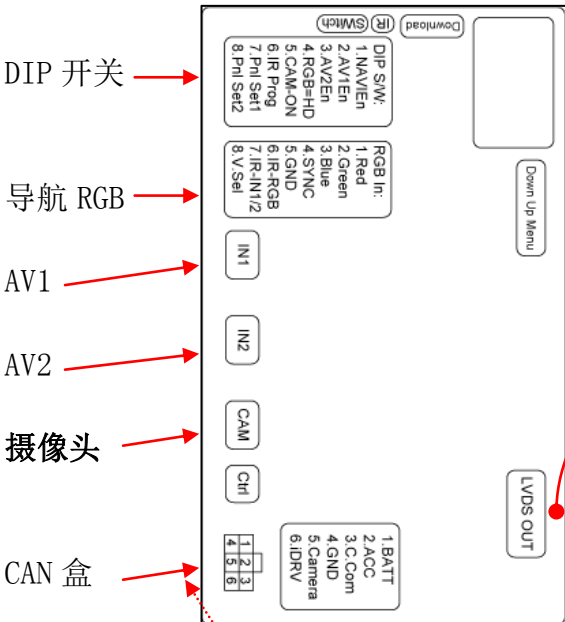 DIP 开关
导航 RGB
AV1
AV2
摄像头
CAN 盒
SWitch
IR
Download
DIP S/W:
1.NAVIEn
2.AV1En
3.AV2En
4.RGB=HD
5.CAM-ON
6.IR Prog
7.Pnl Set1
8.Pnl Set2
RGB In:
1.Red
2.Green
3.Blue
4.SYNC
5.GND
6.IR-RGB
7.IR-IN1/2
8.V.Sel
Down Up Menu
IN1
IN2
CAM
Ctrl
LVDS OUT
1.BATT
2.ACC
3.C.Com
4.GND
5.Camera
6.iDRV
1 2 3
4 5 6